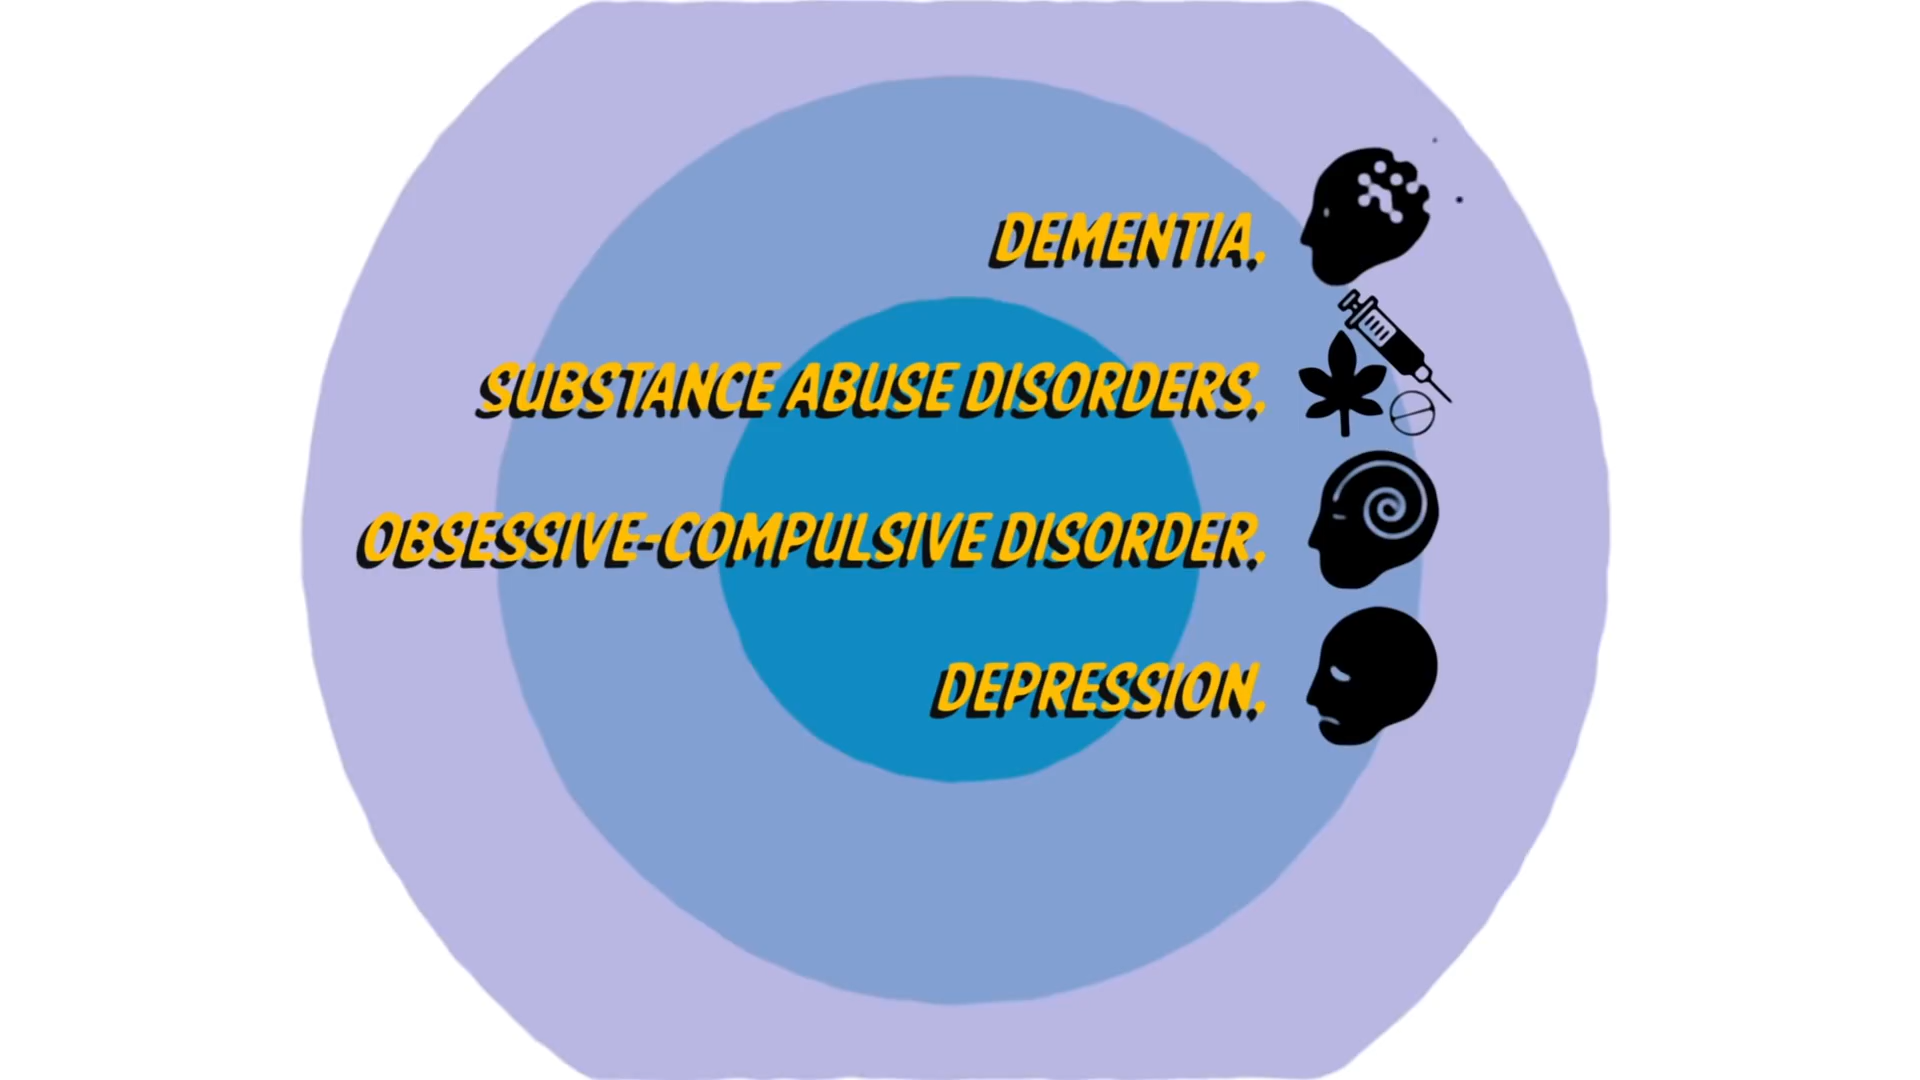 DEMENTIA,
SUBSTANCE ABUSE DISORDERS,
OBSESSIVE-COMPULSIVE DISORDER,
DEPRESSION,